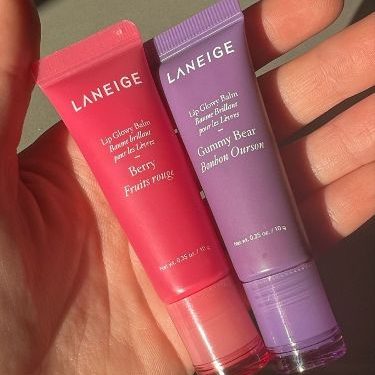 LANEIGE
Lip Glowy Balm
Baume brillant
pour les Lèvres
Berry
Fruits rouge
Net wt. 0.35 oz. / 10 g
LANEIGE
Lip Glowy Balm
Baume Brillant
pour les Lèvres
Gummy Bear
Bonbon Ourson
Net wt. 0.35 oz. / 10 g